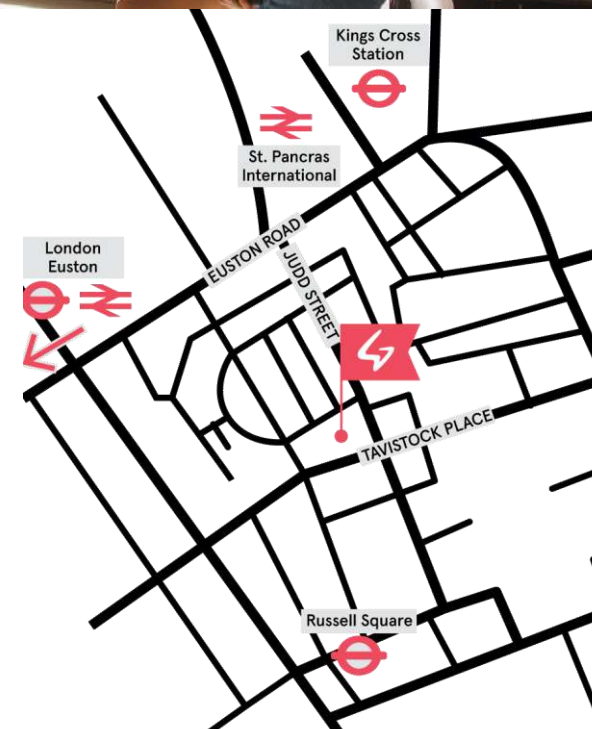 Kings Cross
Station
St. Pancras
International
London
Euston
EUSTON ROAD
JUDD STREET
TAVISTOCK PLACE
Russell Square